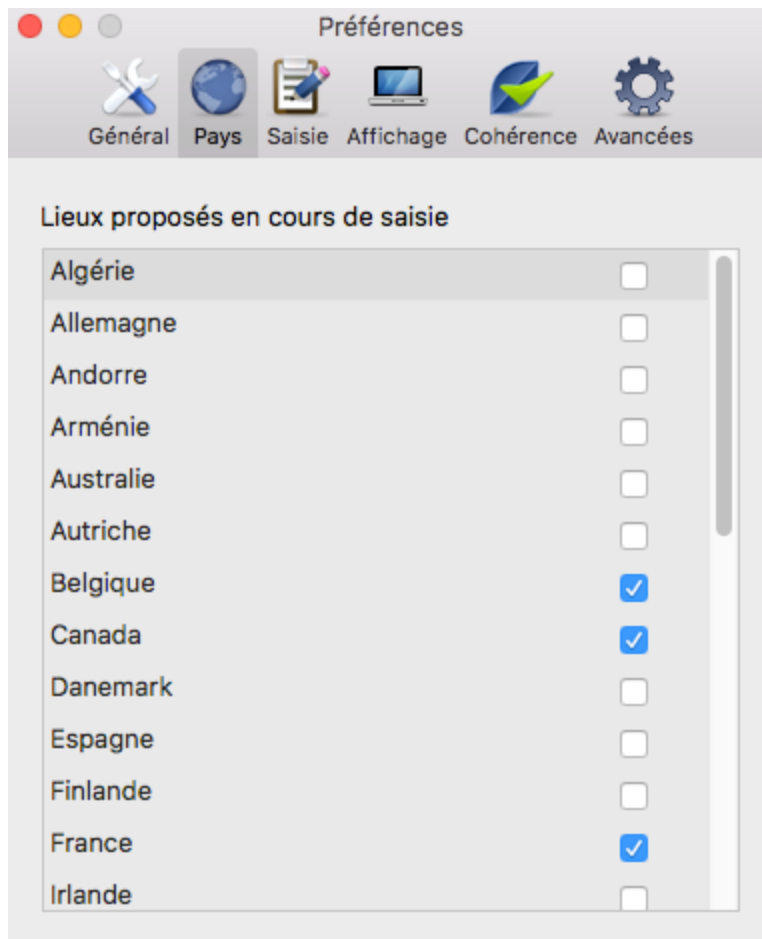 Préférences
Général Pays Saisie Affichage Cohérence Avancées
Lieux proposés en cours de saisie
Algérie
Allemagne
Andorre
Arménie
Australie
Autriche
Belgique
Canada
Danemark
Espagne
Finlande
France
Irlande